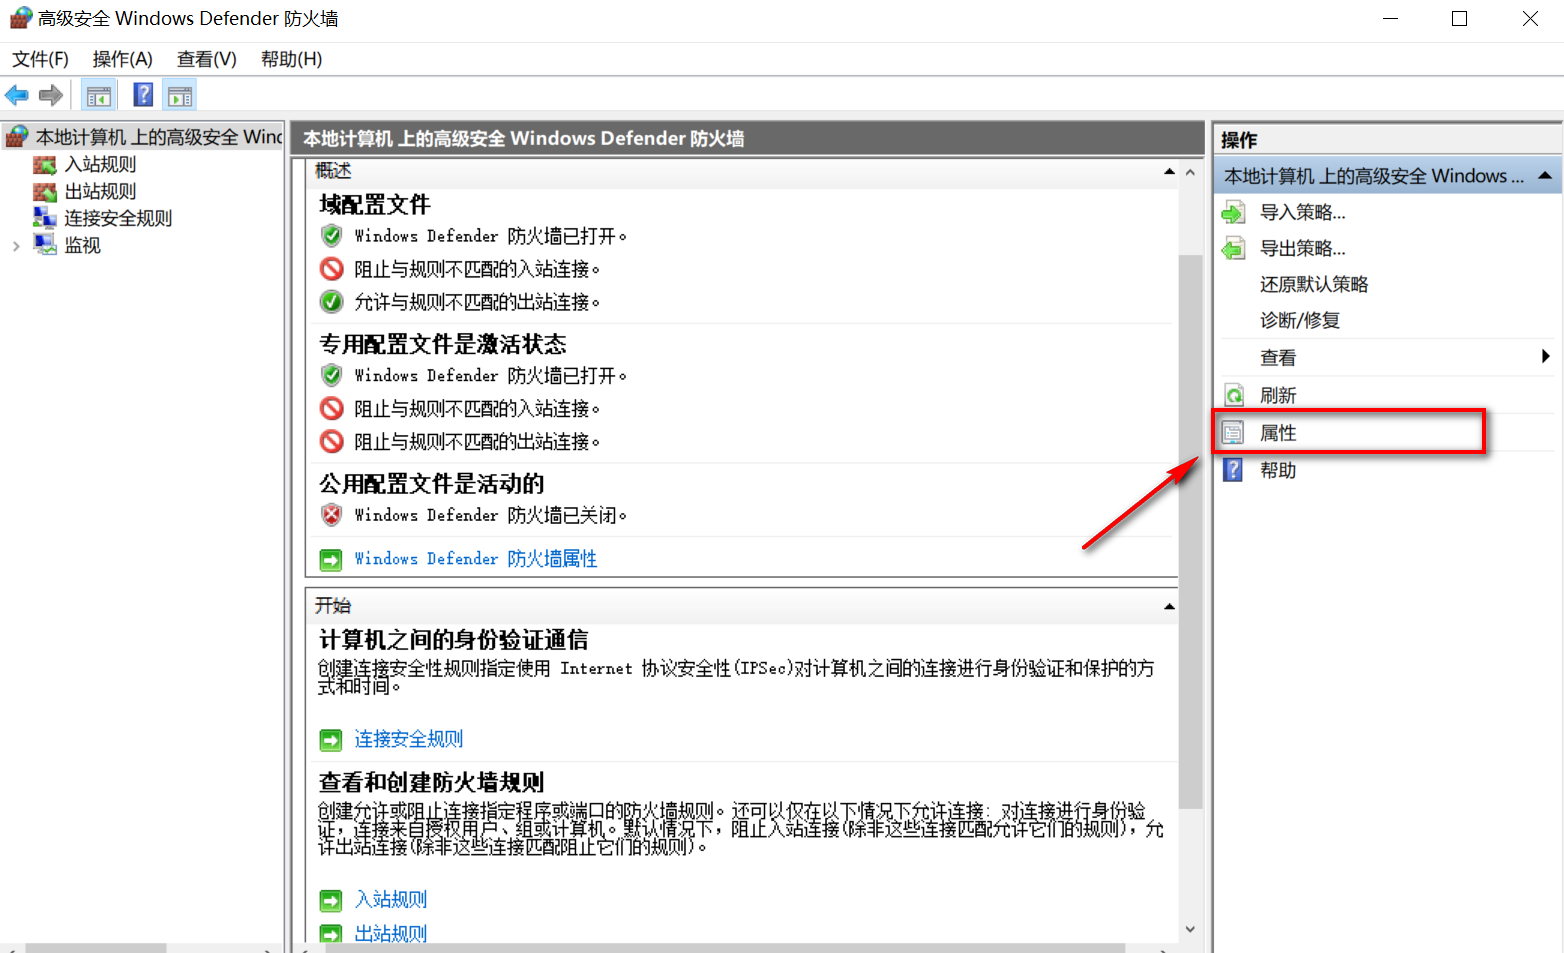 高级安全 Windows Defender 防火墙
文件(F) 操作(A) 查看(V) 帮助(H)
本地计算机 上的高级安全 Wind
入站规则
出站规则
连接安全规则
监视
本地计算机 上的高级安全 Windows Defender 防火墙
概述
域配置文件
Windows Defender 防火墙已打开。
阻止与规则不匹配的入站连接。
允许与规则不匹配的出站连接。
专用配置文件是激活状态
Windows Defender 防火墙已打开。
阻止与规则不匹配的入站连接。
阻止与规则不匹配的出站连接。
公用配置文件是活动的
Windows Defender 防火墙已关闭。
Windows Defender 防火墙属性
开始
计算机之间的身份验证通信
创建连接安全性规则指定使用 Internet 协议安全性(IPSec)对计算机之间的连接进行身份验证和保护的方
式和时间。
连接安全规则
查看和创建防火墙规则
创建允许或阻止连接指定程序或端口的防火墙规则。还可以仅在以下情况下允许连接: 对连接进行身份验
证，连接来自授权用户、组或计算机。默认情况下，阻止入站连接(除非这些连接匹配允许它们的规则)，允
许出站连接(除非这些连接匹配阻止它们的规则)。
入站规则
出站规则
操作
本地计算机 上的高级安全 Windows ...
导入策略...
导出策略...
还原默认策略
诊断/修复
查看
刷新
属性
帮助